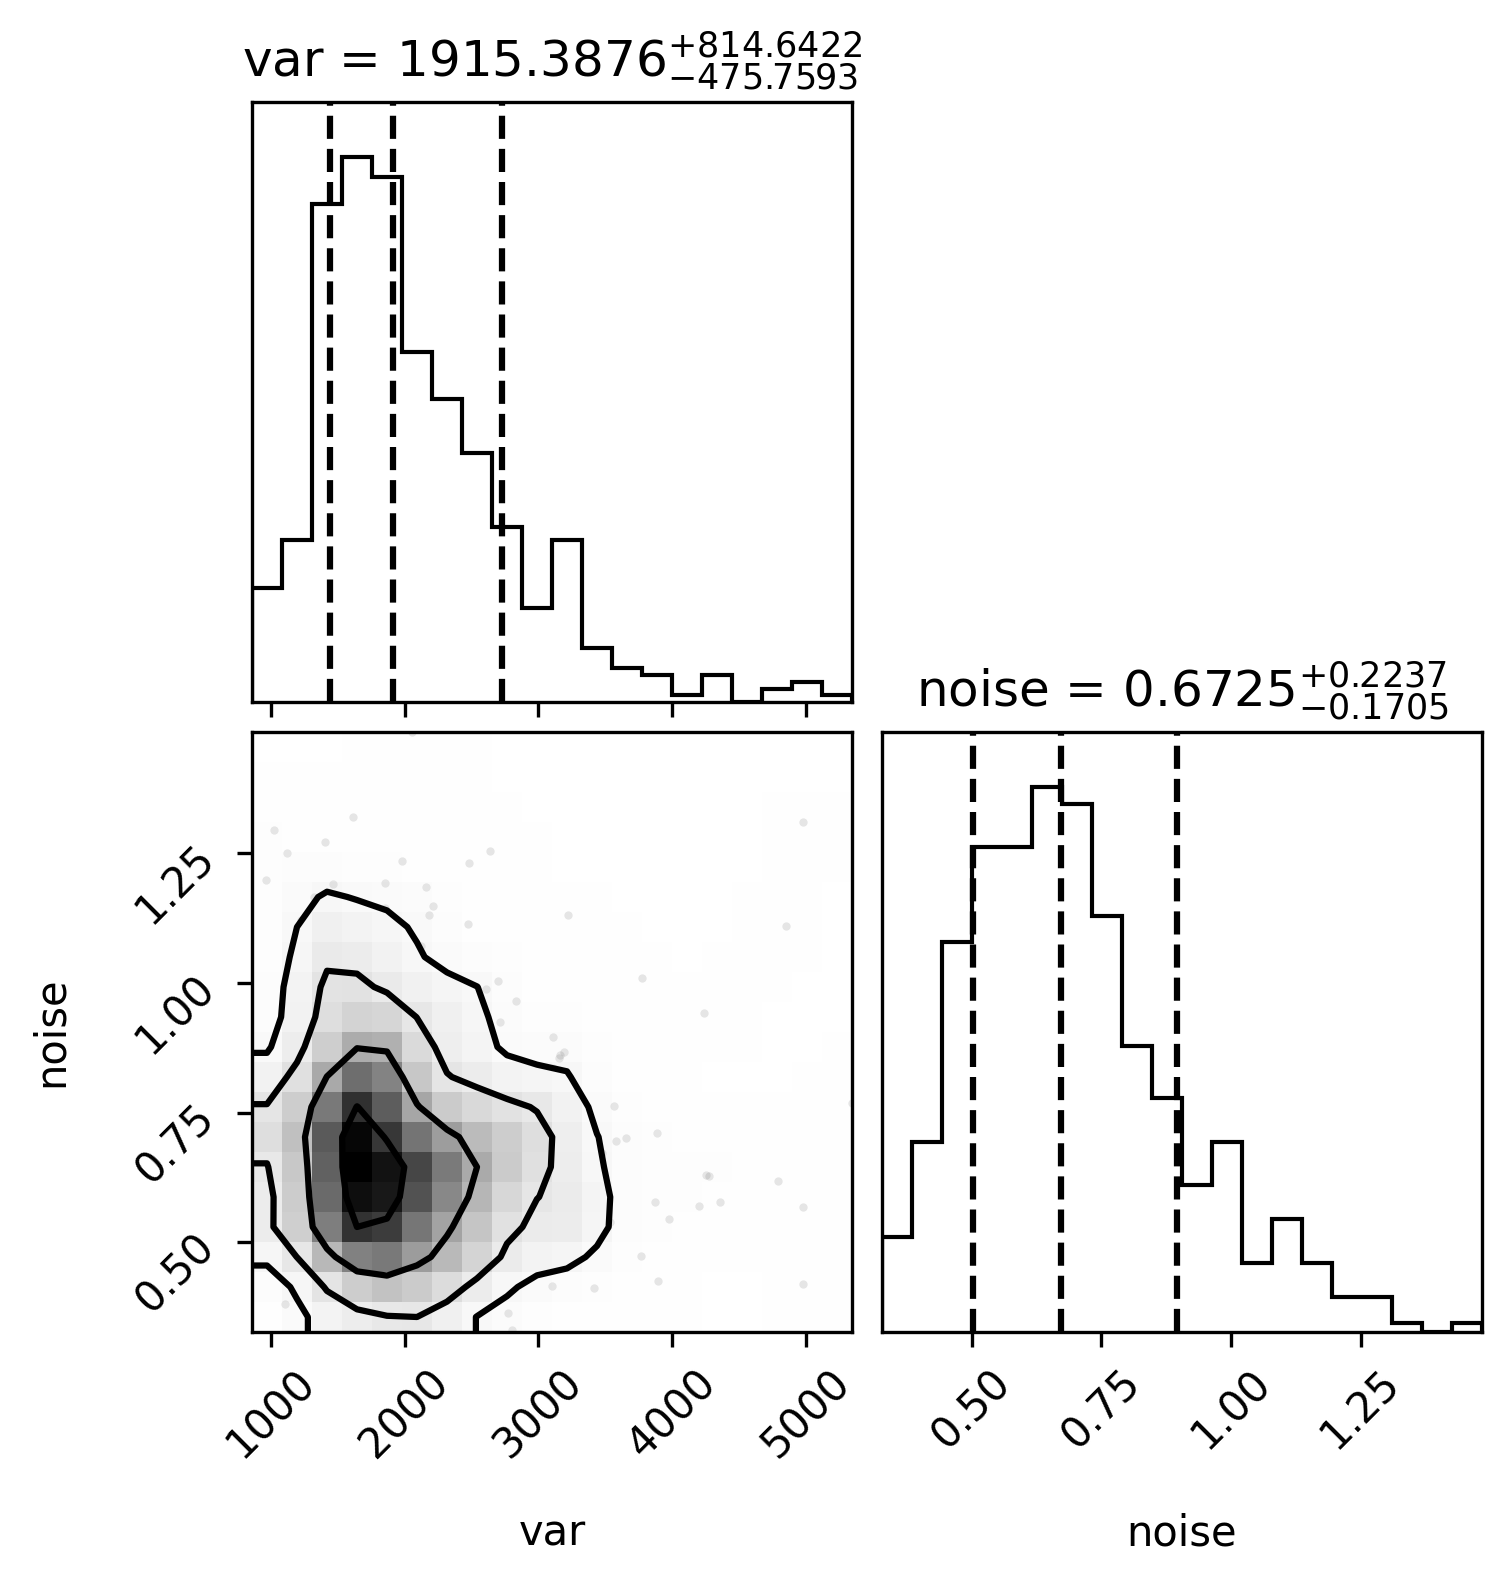 var = 1915.3876+814.6422−475.7593
noise = 0.6725+0.2237−0.1705
noise
1.25
1.00
0.75
0.50
1000 2000 3000 4000 5000
0.50 0.75 1.00 1.25
var
noise